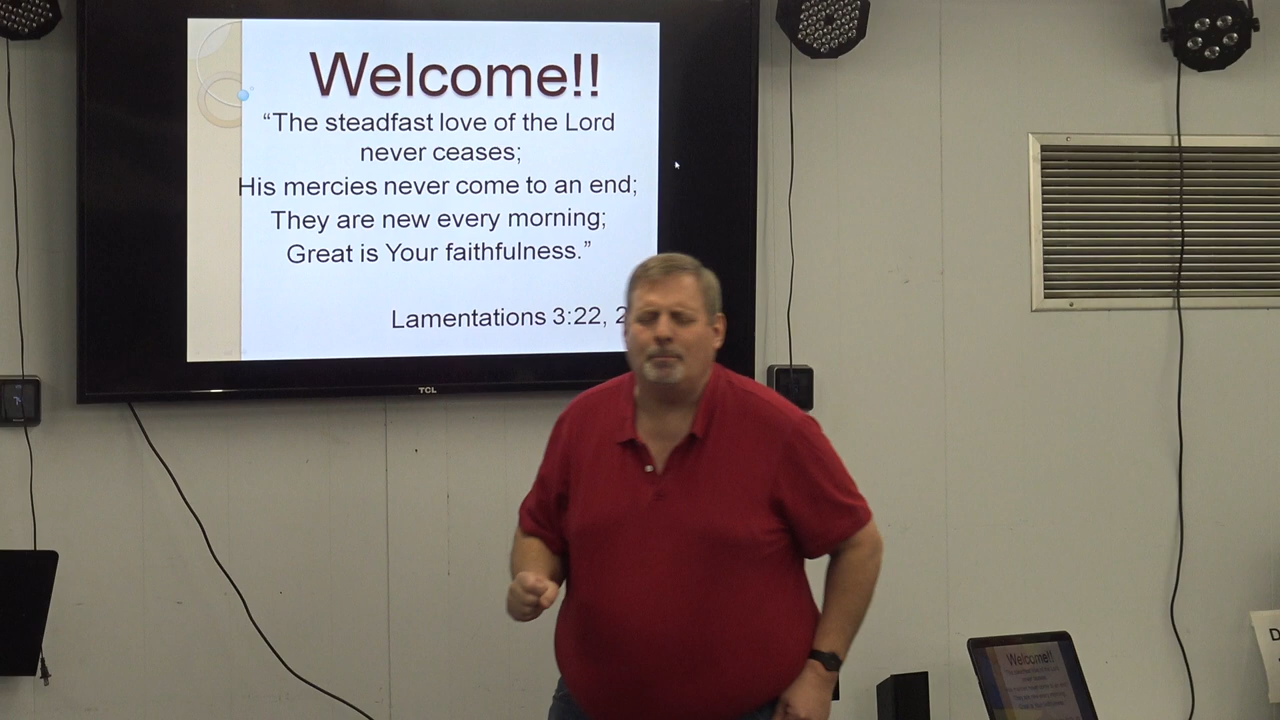 Welcome!!
“The steadfast love of the Lord
never ceases;
His mercies never come to an end;
They are new every morning;
Great is Your faithfulness.”
Lamentations 3:22, 2
TCL
Welcome!!